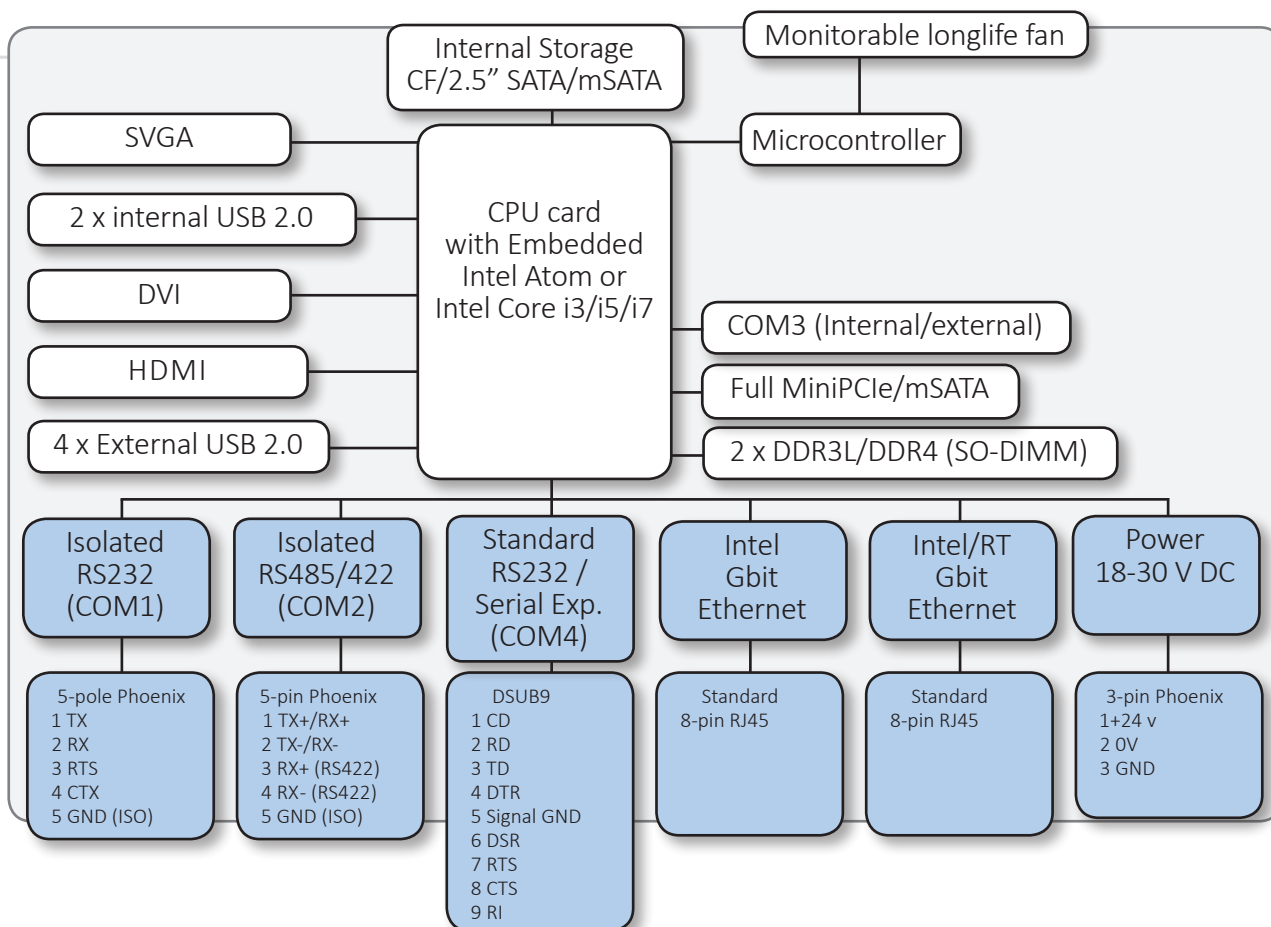 Internal Storage
CF/2.5” SATA/mSATA
Monitorable longlife fan
SVGA
Microcontroller
2 x internal USB 2.0
CPU card
with Embedded
Intel Atom or
Intel Core i3/i5/i7
DVI
COM3 (Internal/external)
HDMI
Full MiniPCIe/mSATA
4 x External USB 2.0
2 x DDR3L/DDR4 (SO-DIMM)
Isolated
RS232
(COM1)
Isolated
RS485/422
(COM2)
Standard
RS232 /
Serial Exp.
(COM4)
Intel
Gbit
Ethernet
Intel/RT
Gbit
Ethernet
Power
18-30 V DC
5-pole Phoenix
1 TX
2 RX
3 RTS
4 CTX
5 GND (ISO)
5-pin Phoenix
1 TX+/RX+
2 TX-/RX-
3 RX+ (RS422)
4 RX- (RS422)
5 GND (ISO)
DSUB9
1 CD
2 RD
3 TD
4 DTR
5 Signal GND
6 DSR
7 RTS
8 CTS
9 RI
Standard
8-pin RJ45
Standard
8-pin RJ45
3-pin Phoenix
1+24 v
2 0V
3 GND